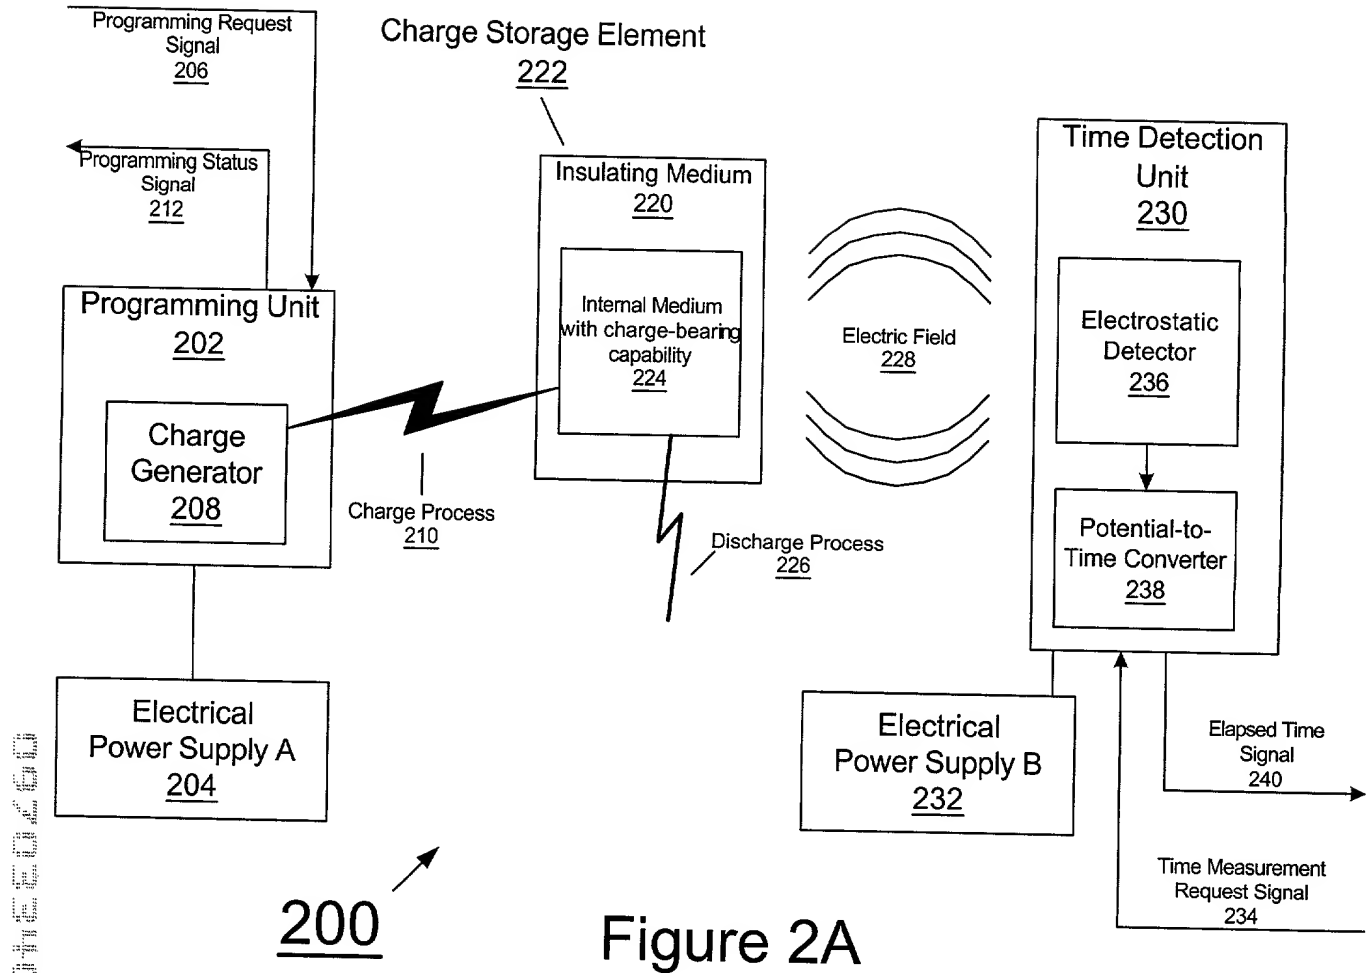 Programming Request
Signal
206
Programming Status
Signal
212
Charge Storage Element
222
Insulating Medium
220
Internal Medium
with charge-bearing
capability
224
Electric Field
228
Time Detection
Unit
230
Electrostatic
Detector
236
Potential-to-
Time Converter
238
Programming Unit
202
Charge
Generator
208
Charge Process
210
Discharge Process
226
Electrical
Power Supply A
204
Electrical
Power Supply B
232
Elapsed Time
Signal
240
Time Measurement
Request Signal
234
200
Figure 2A